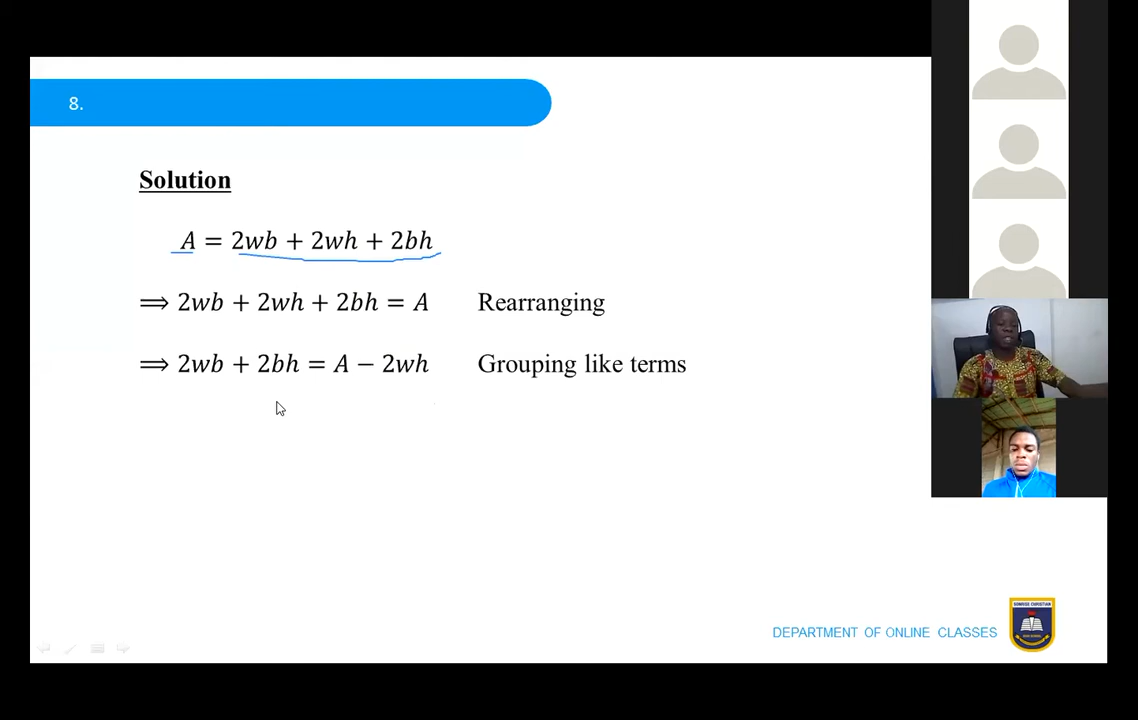 8.
Solution
A = 2wb + 2wh + 2bh
⟹ 2wb + 2wh + 2bh = A Rearranging
⟹ 2wb + 2bh = A − 2wh Grouping like terms
DEPARTMENT OF ONLINE CLASSES